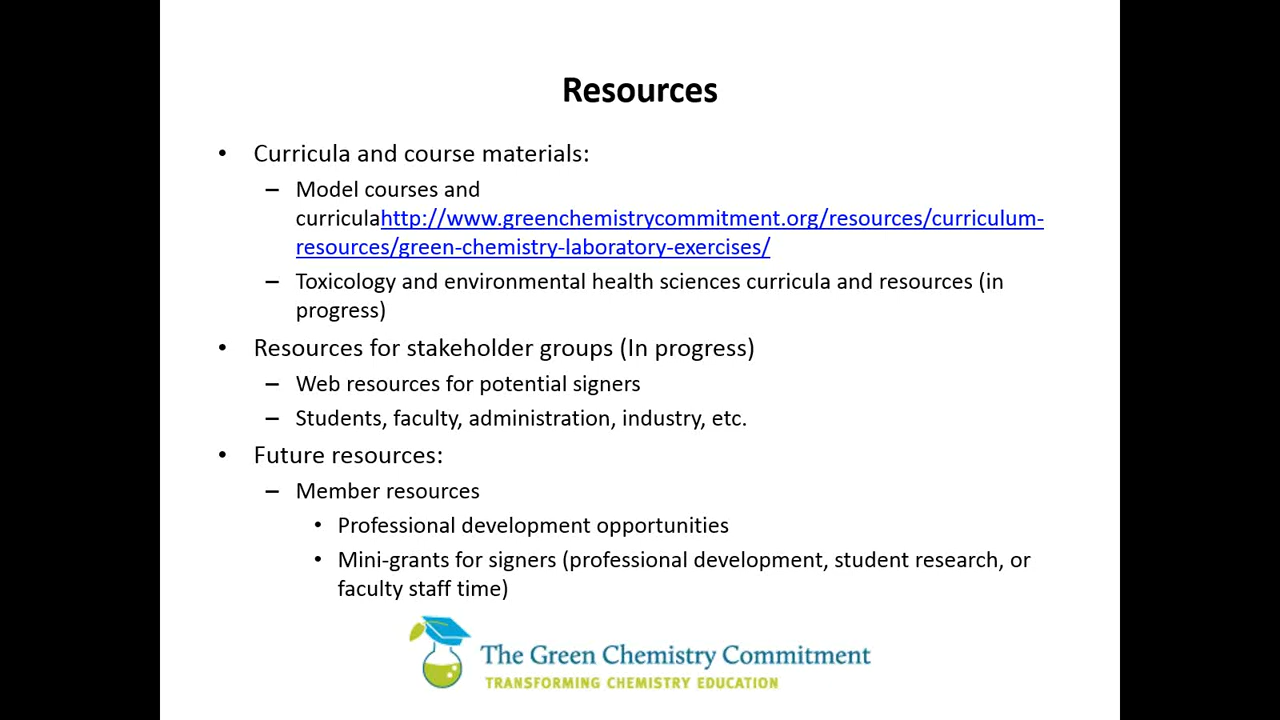 Resources
• Curricula and course materials:
– Model courses and
curriculahttp://www.greenchemistrycommitment.org/resources/curriculum-
resources/green-chemistry-laboratory-exercises/
– Toxicology and environmental health sciences curricula and resources (in
progress)
• Resources for stakeholder groups (In progress)
– Web resources for potential signers
– Students, faculty, administration, industry, etc.
• Future resources:
– Member resources
• Professional development opportunities
• Mini-grants for signers (professional development, student research, or
faculty staff time)
The Green Chemistry Commitment
TRANSFORMING CHEMISTRY EDUCATION